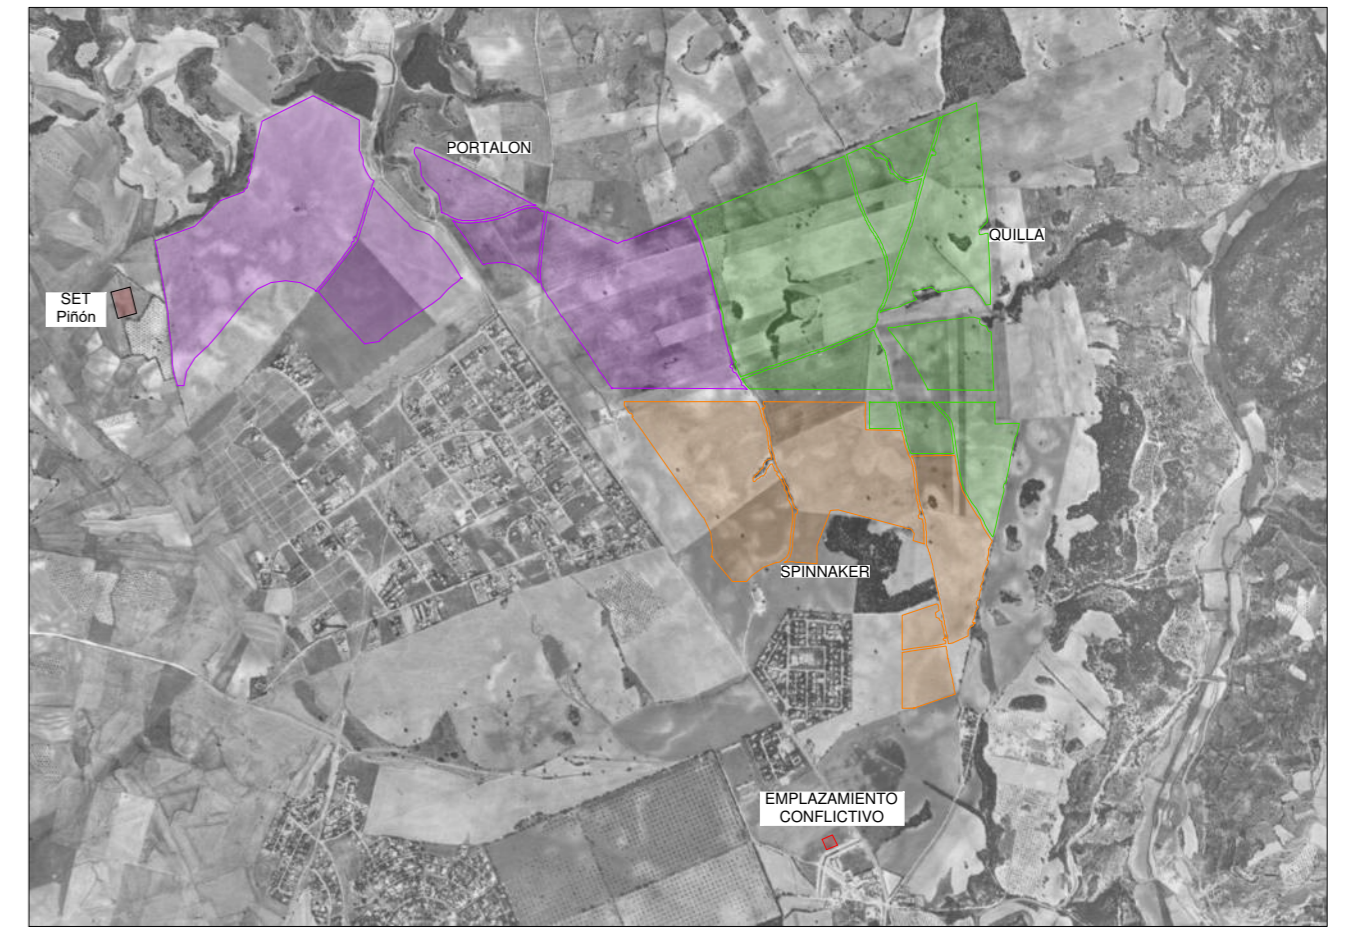 PORTALON
QUILLA
SET
Piñón
SPINNAKER
EMPLAZAMIENTO
CONFLICTIVO